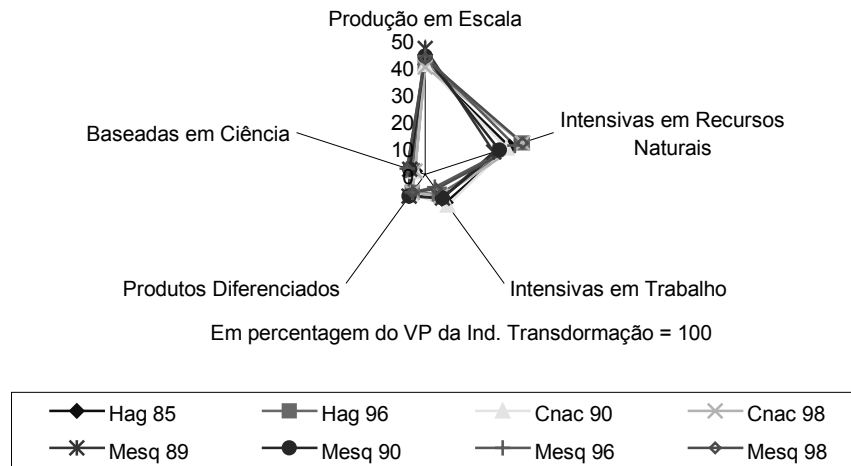 Produção em Escala
50
40
30
20
10
0
Baseadas em Ciência
Intensivas em Recursos
Naturais
Produtos Diferenciados
Intensivas em Trabalho
Em percentagem do VP da Ind. Transdormação = 100
Hag 85
Hag 96
Cnac 90
Cnac 98
Mesq 89
Mesq 90
Mesq 96
Mesq 98